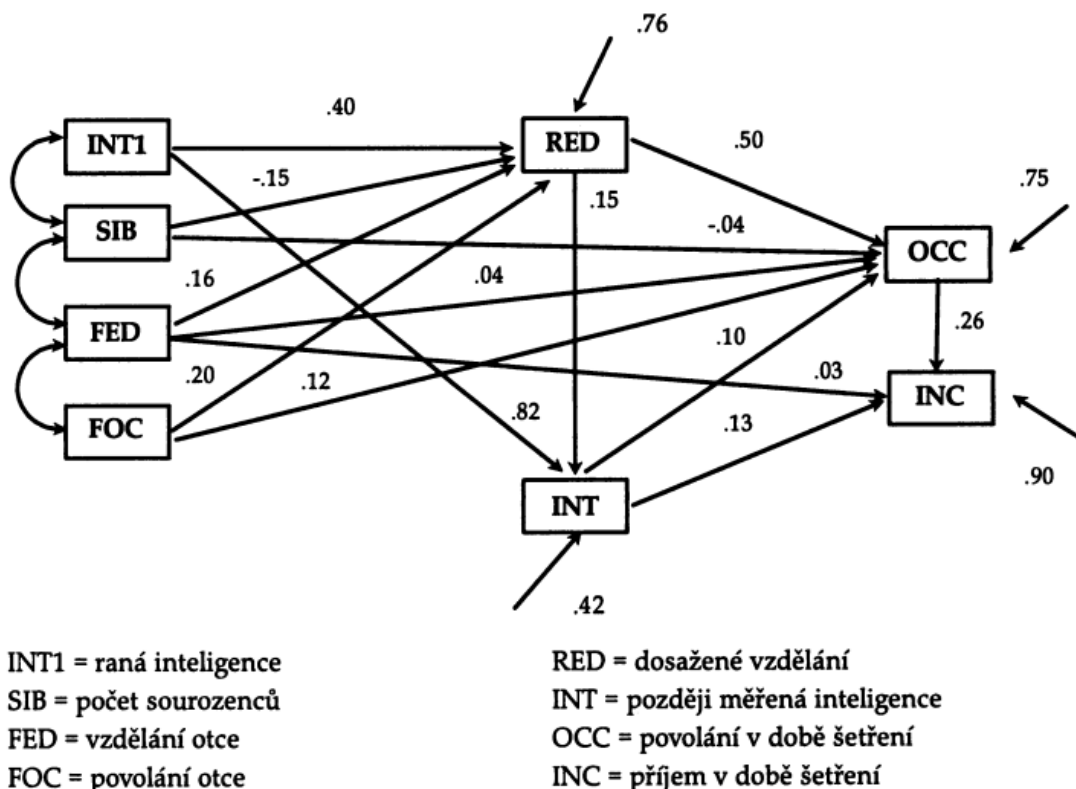 .76
.40
INT1
RED
.50
-.15
.15
.75
SIB
-.04
OCC
.16
.04
FED
.10
.26
.20
.12
.03
INC
FOC
.82
.13
INT
.90
.42
INT1 = raná inteligence
SIB = počet sourozenců
FED = vzdělání otce
FOC = povolání otce
RED = dosažené vzdělání
INT = později měřená inteligence
OCC = povolání v době šetření
INC = příjem v době šetření